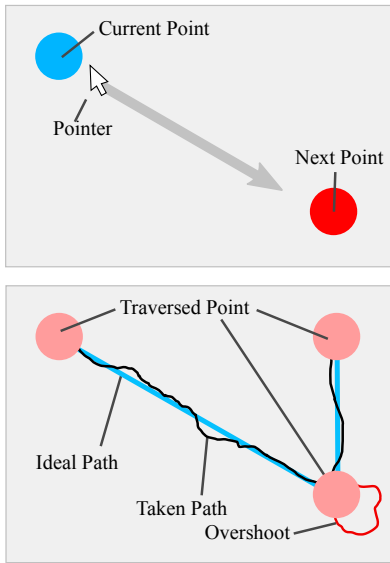 Current Point
Pointer
Next Point
Traversed Point
Ideal Path
Taken Path
Overshoot